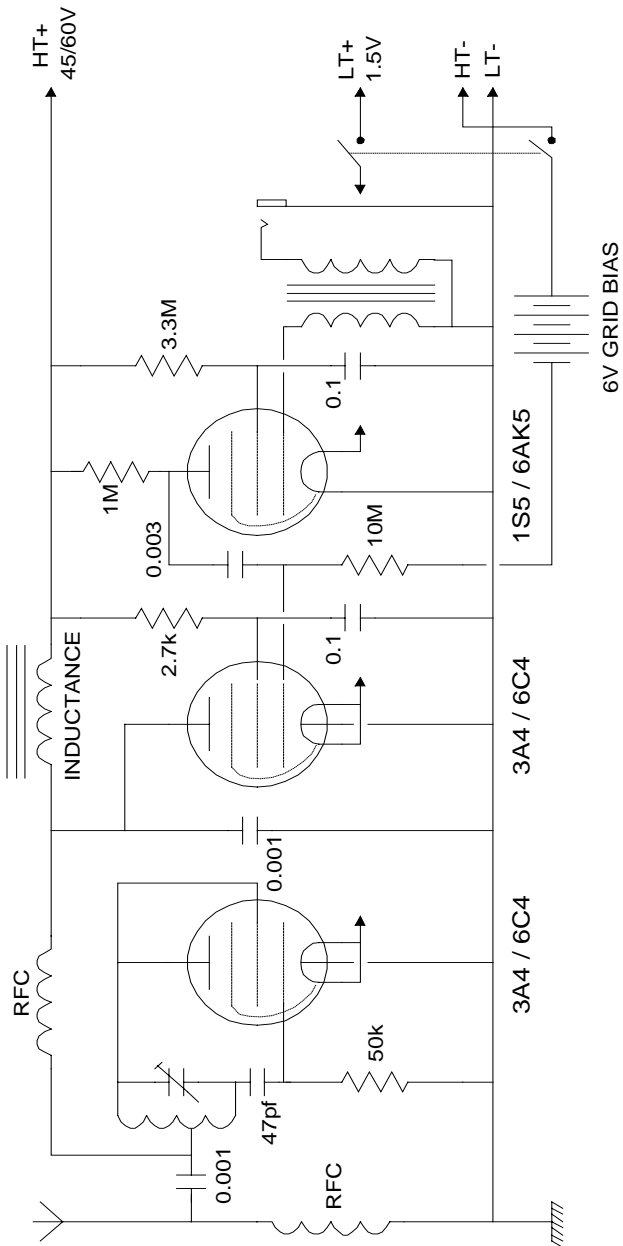 HT+
45/60V
LT+
1.5V
HT-
LT-
3.3M
0.1
6V GRID BIAS
1M
1S5 / 6AK5
0.003
10M
INDUCTANCE
2.7k
0.1
3A4 / 6C4
0.001
RFC
3A4 / 6C4
50k
47pf
0.001
RFC